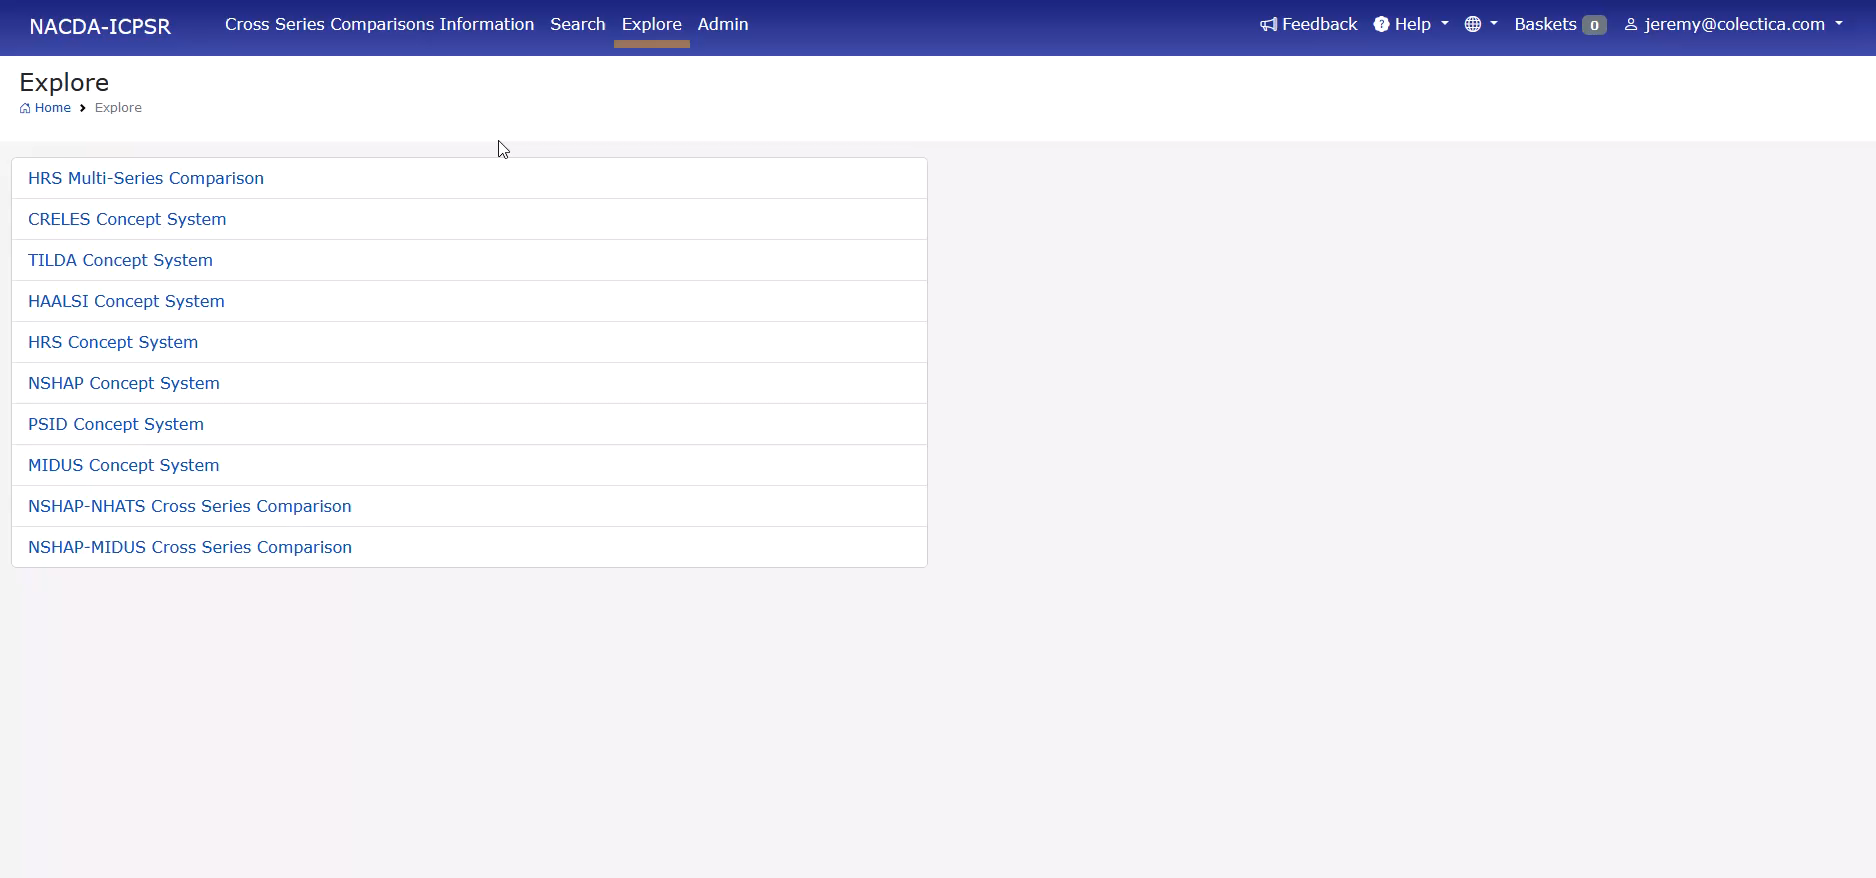 NACDA-ICPSR Cross Series Comparisons Information Search Explore Admin Feedback Help Baskets 0 jeremy@colectica.com
Explore
Home Explore
HRS Multi-Series Comparison
CRELES Concept System
TILDA Concept System
HAALSI Concept System
HRS Concept System
NSHAP Concept System
PSID Concept System
MIDUS Concept System
NSHAP-NHATS Cross Series Comparison
NSHAP-MIDUS Cross Series Comparison